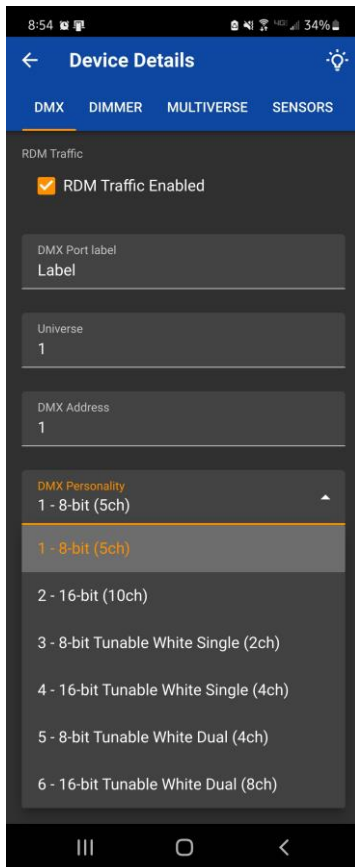 8:54 34%
Device Details
DMX DIMMER MULTIVERSE SENSORS
RDM Traffic
RDM Traffic Enabled
DMX Port label
Label
Universe
1
DMX Address
1
DMX Personality
1 - 8-bit (5ch)
1 - 8-bit (5ch)
2 - 16-bit (10ch)
3 - 8-bit Tunable White Single (2ch)
4 - 16-bit Tunable White Single (4ch)
5 - 8-bit Tunable White Dual (4ch)
6 - 16-bit Tunable White Dual (8ch)